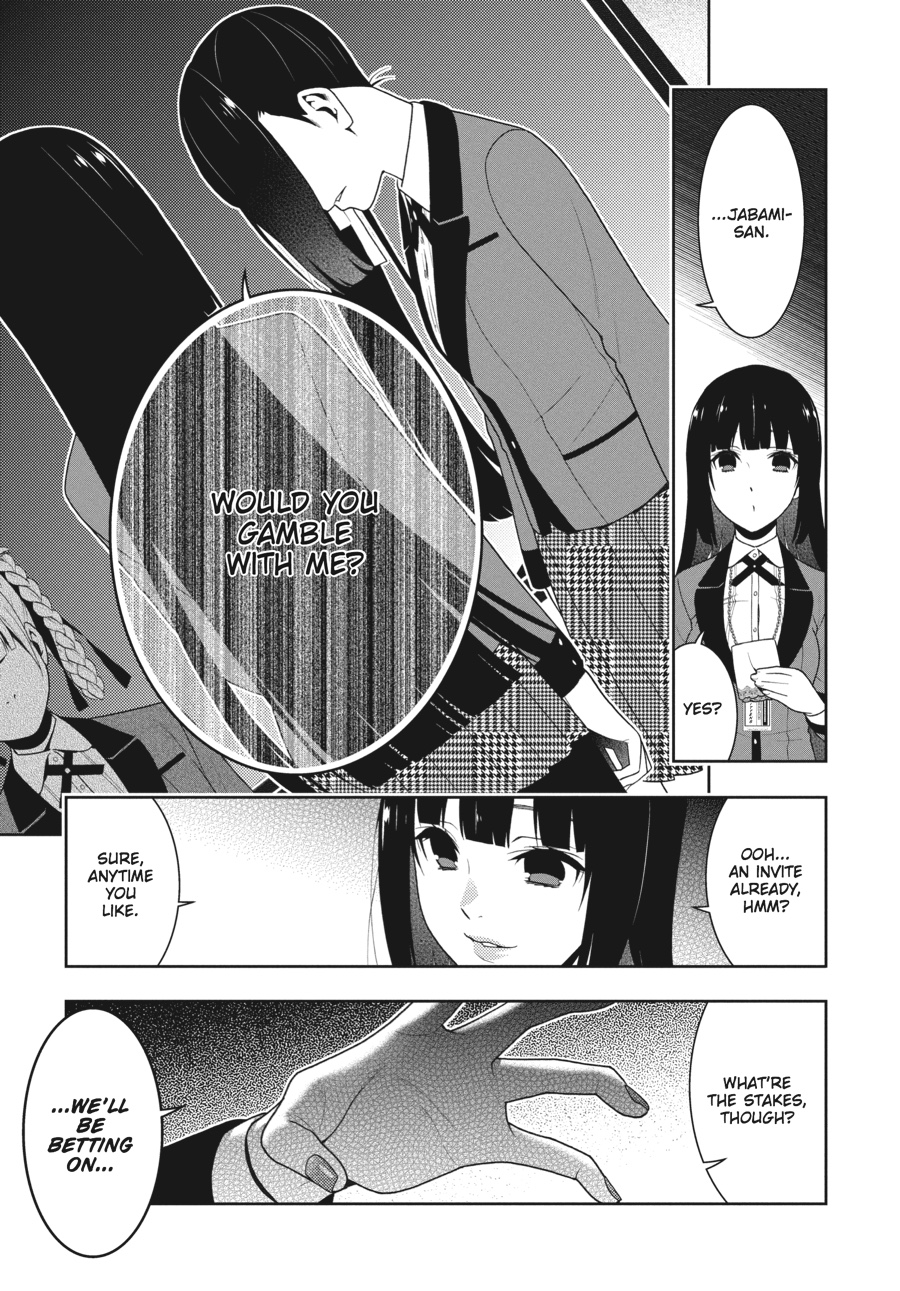 ...JABAMI-
SAN.
YES?
WOULD YOU
GAMBLE
WITH ME?
OOH...
AN INVITE
ALREADY,
HMM?
SURE,
ANYTIME
YOU
LIKE.
WHAT'RE
THE STAKES,
THOUGH?
...WE'LL
BE
BETTING
ON...